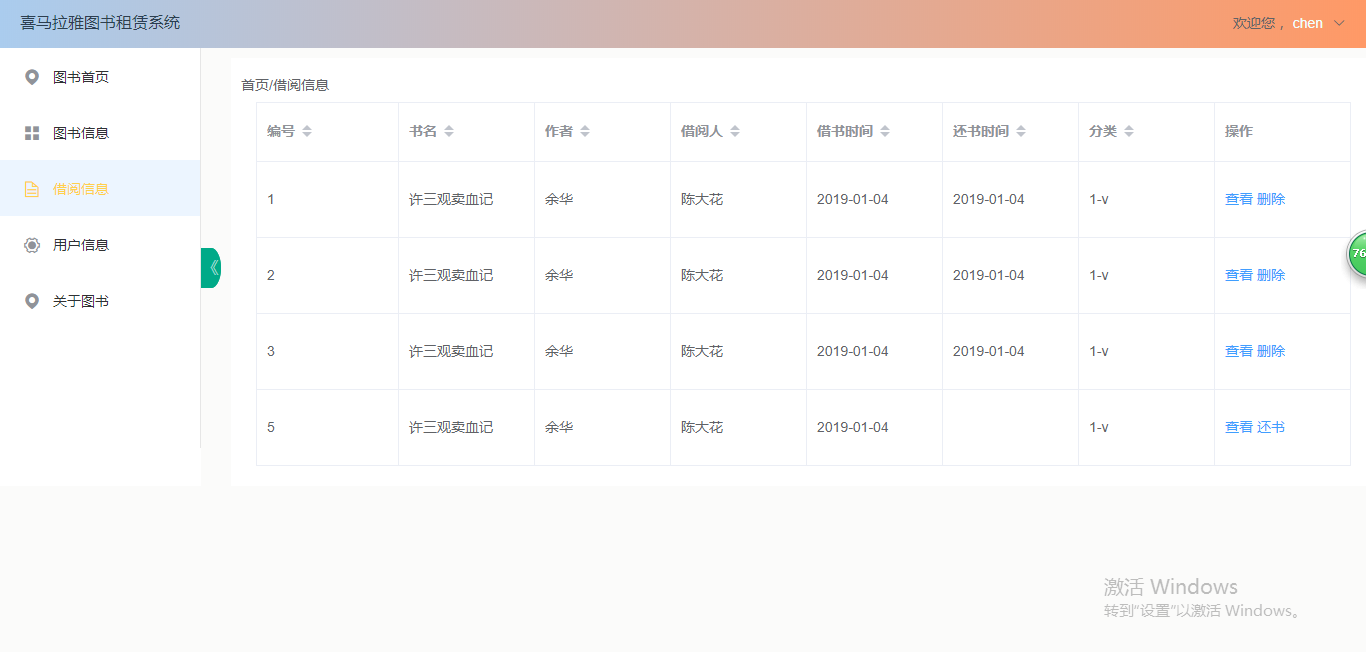 喜马拉雅图书租赁系统
欢迎您， chen
图书首页
图书信息
借阅信息
用户信息
关于图书
《
首页/借阅信息
编号 书名 作者 借阅人 借书时间 还书时间 分类 操作
1 许三观卖血记 余华 陈大花 2019-01-04 2019-01-04 1-v 查看 删除
2 许三观卖血记 余华 陈大花 2019-01-04 2019-01-04 1-v 查看 删除
3 许三观卖血记 余华 陈大花 2019-01-04 2019-01-04 1-v 查看 删除
5 许三观卖血记 余华 陈大花 2019-01-04 1-v 查看 还书
76
激活 Windows
转到"设置"以激活 Windows。